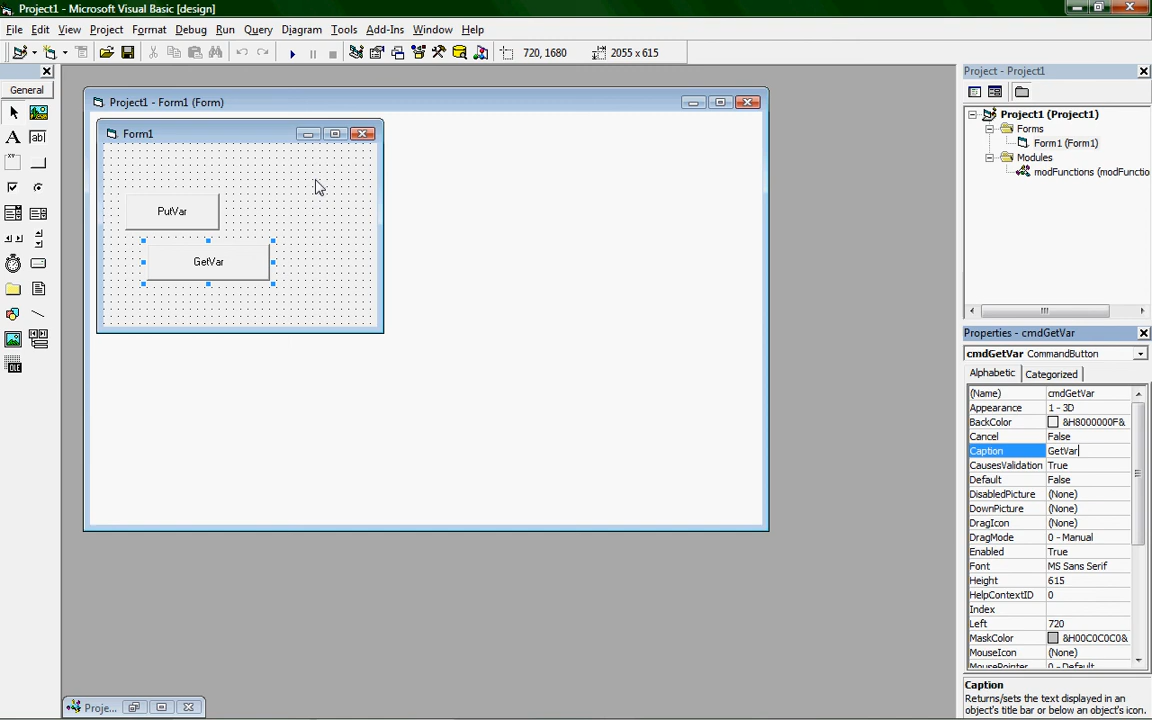 Project1 - Microsoft Visual Basic [design]
File Edit View Project Format Debug Run Query Diagram Tools Add-Ins Window Help
720, 1680 2055 x 615
General
Project1 - Form1 (Form)
Form1
PutVar
GetVar
Proje...
Project - Project1
Project1 (Project1)
Forms
Form1 (Form1)
Modules
modFunctions (modFunctio
Properties - cmdGetVar
cmdGetVar CommandButton
Alphabetic Categorized
(Name) cmdGetVar
Appearance 1 - 3D
BackColor &H8000000F&
Cancel False
Caption GetVar
CausesValidation True
Default False
DisabledPicture (None)
DownPicture (None)
DragIcon (None)
DragMode 0 - Manual
Enabled True
Font MS Sans Serif
Height 615
HelpContextID 0
Index
Left 720
MaskColor &H00C0C0C0&
MouseIcon (None)
MousePointer 0 - Default
Caption
Returns/sets the text displayed in an
object's title bar or below an object's icon.